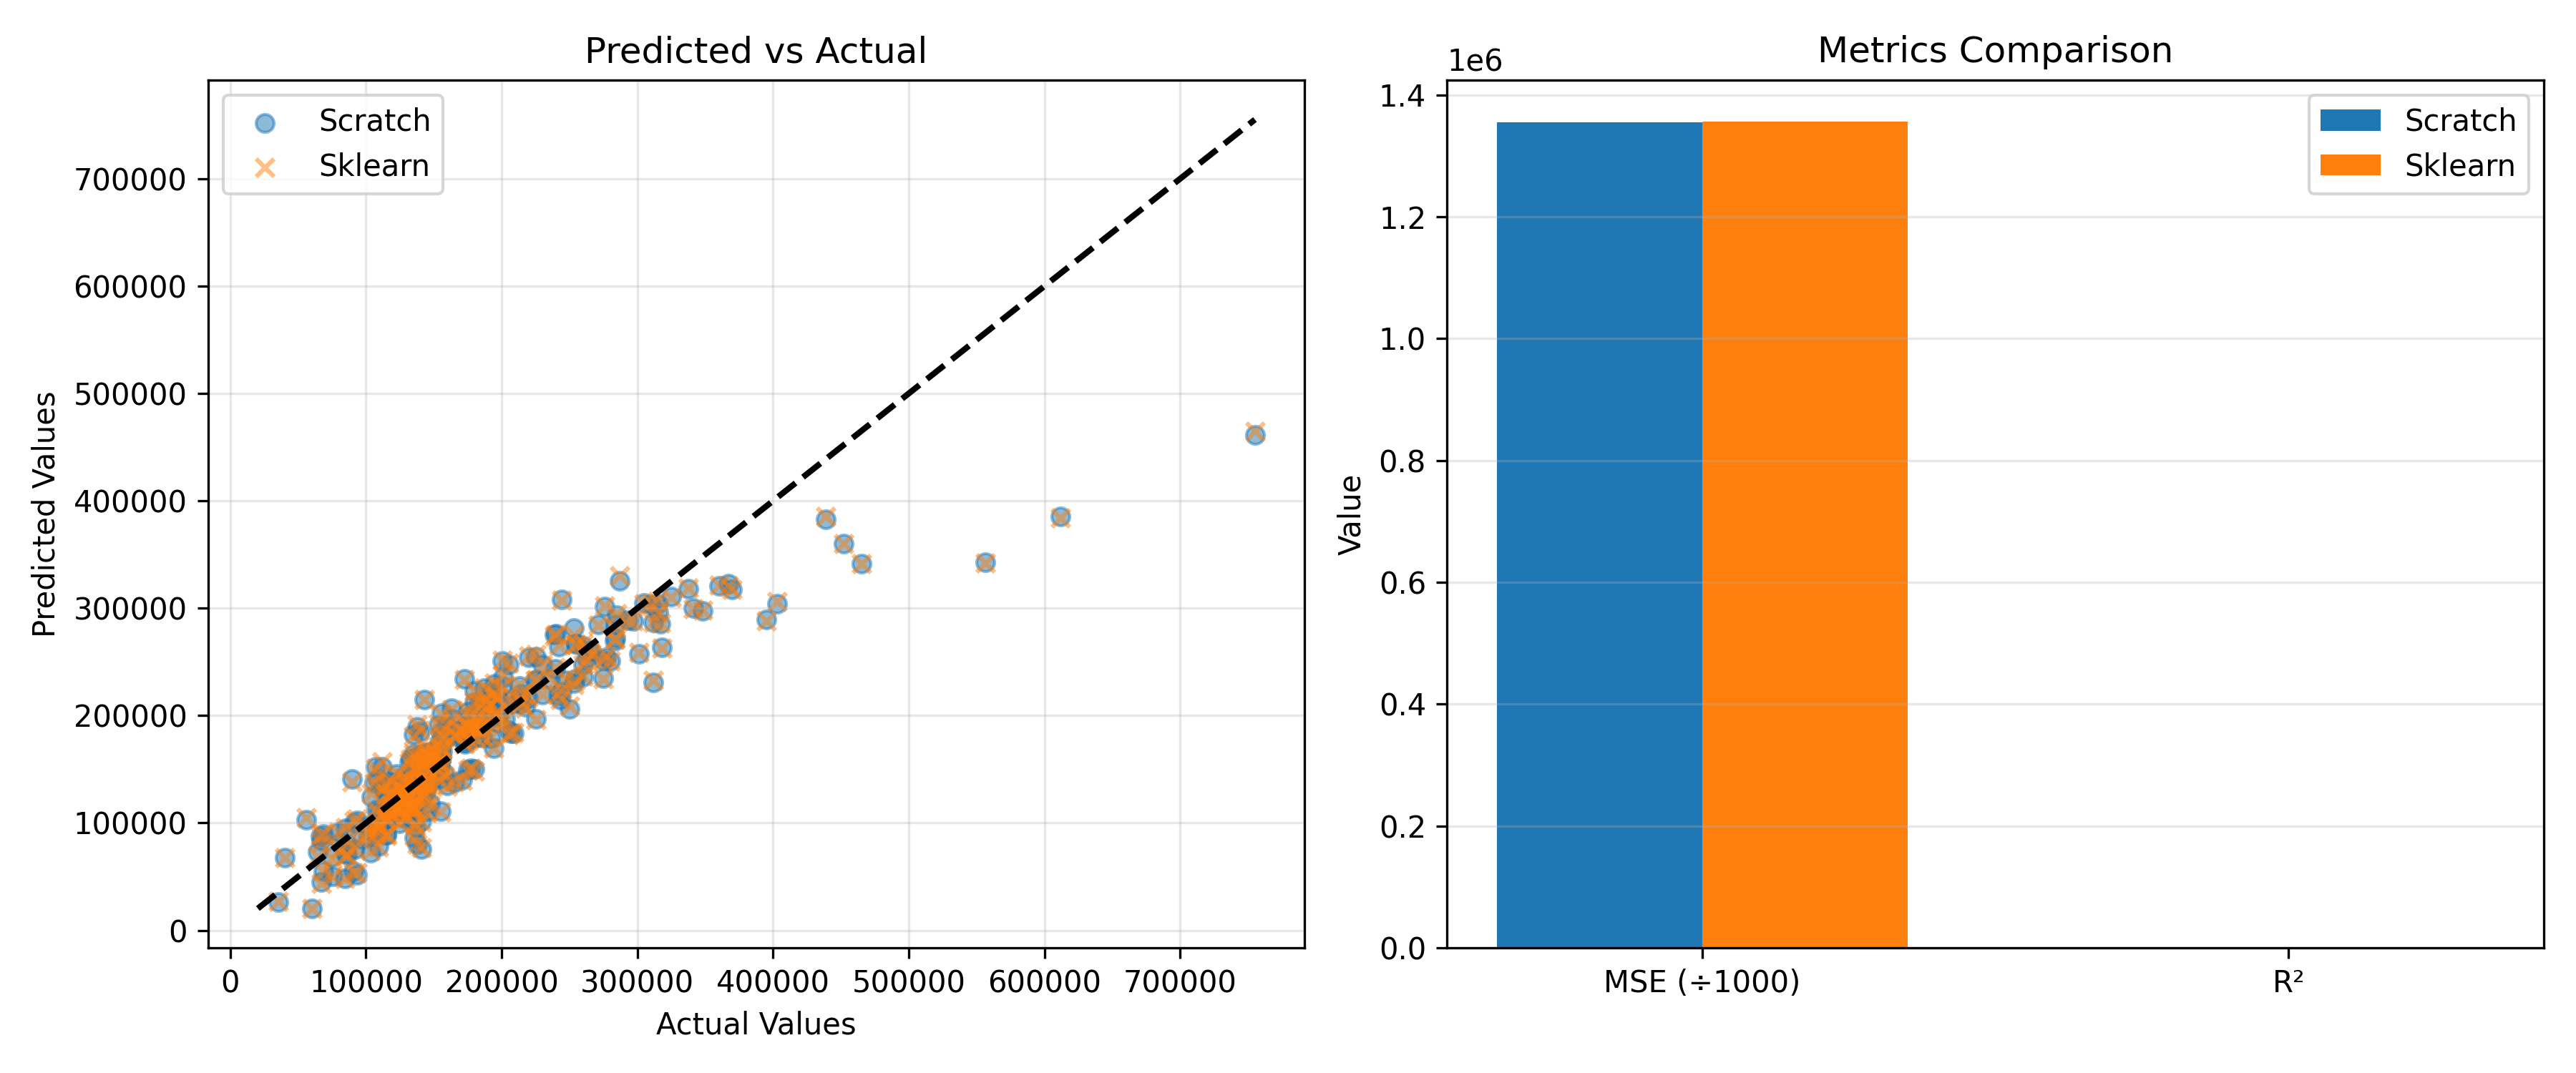 Predicted vs Actual
Scratch
Sklearn
700000
600000
500000
400000
300000
200000
100000
0
Predicted Values
0 100000 200000 300000 400000 500000 600000 700000
Actual Values
Metrics Comparison
1e6
Scratch
Sklearn
1.4
1.2
1.0
0.8
0.6
0.4
0.2
0.0
Value
MSE (÷1000) R²